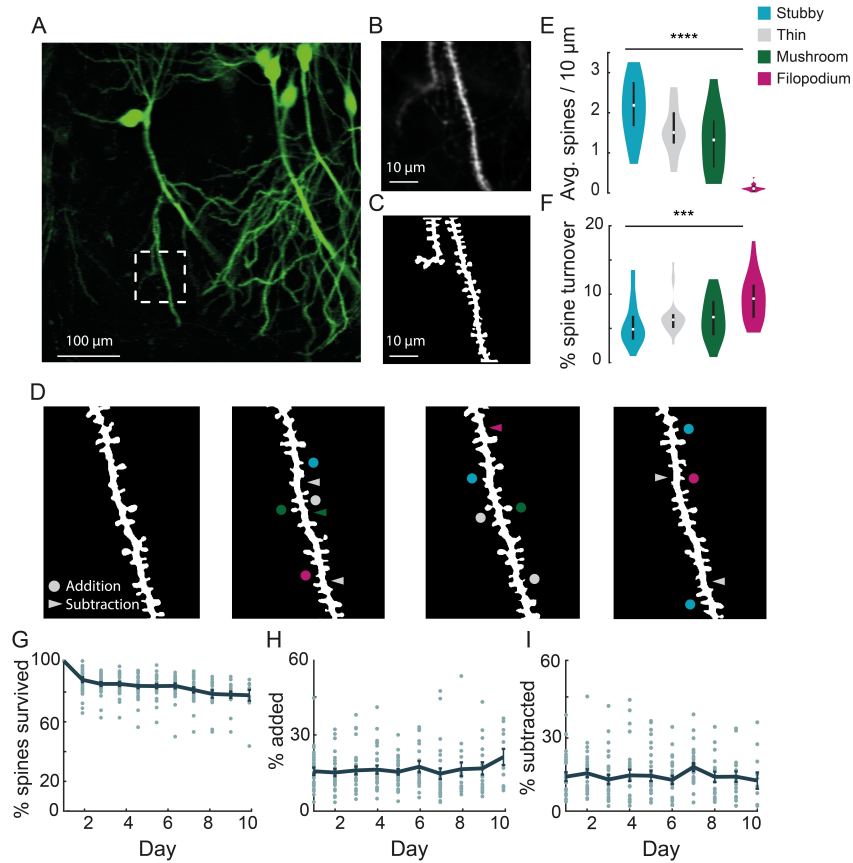 A
100 µm
B
10 µm
C
10 µm
E
Avg. spines / 10 µm
3
2
1
0
****
Stubby
Thin
Mushroom
Filopodium
F
% spine turnover
20
10
0
***
D
Addition
Subtraction
G
% spines survived
100
60
20
0
2 4 6 8 10
Day
H
% added
60
30
0
2 4 6 8 10
Day
I
% subtracted
60
30
0
2 4 6 8 10
Day